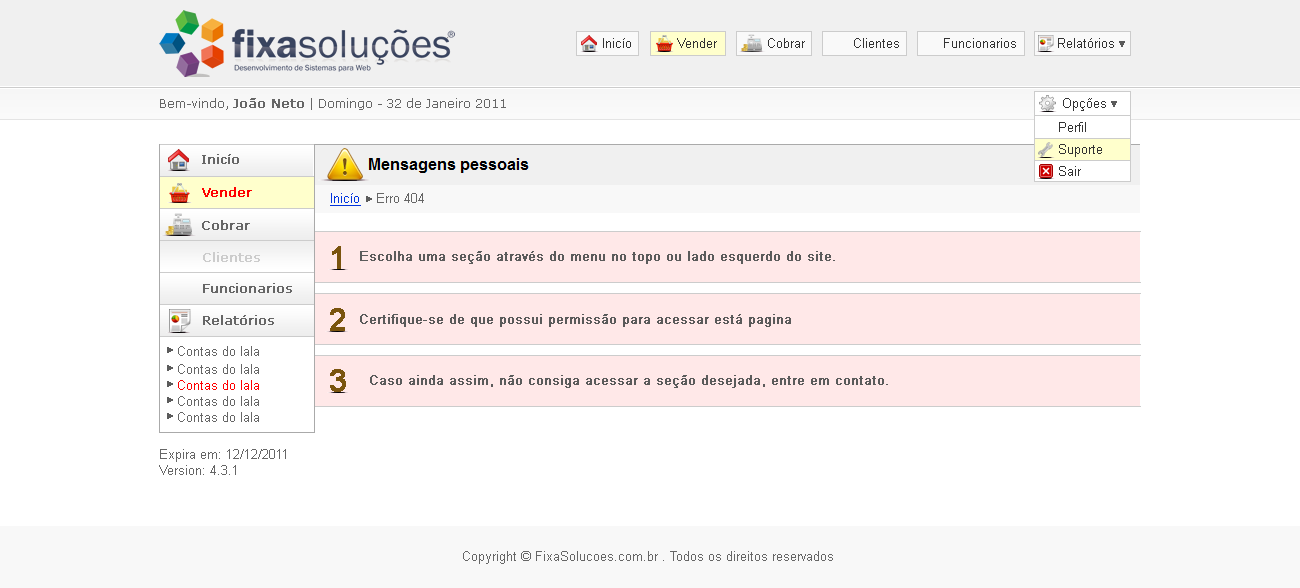 fixasoluções®
Desenvolvimento de Sistemas para Web
Inicío Vender Cobrar Clientes Funcionarios Relatórios ▾
Bem-vindo, João Neto | Domingo - 32 de Janeiro 2011
Opções ▾
Perfil
Suporte
Sair
Inicío
Vender
Cobrar
Clientes
Funcionarios
Relatórios
Contas do lala
Contas do lala
Contas do lala
Contas do lala
Contas do lala
Expira em: 12/12/2011
Version: 4.3.1
Mensagens pessoais
Inicío ▸ Erro 404
1 Escolha uma seção através do menu no topo ou lado esquerdo do site.
2 Certifique-se de que possui permissão para acessar está pagina
3 Caso ainda assim, não consiga acessar a seção desejada, entre em contato.
Copyright © FixaSolucoes.com.br . Todos os direitos reservados